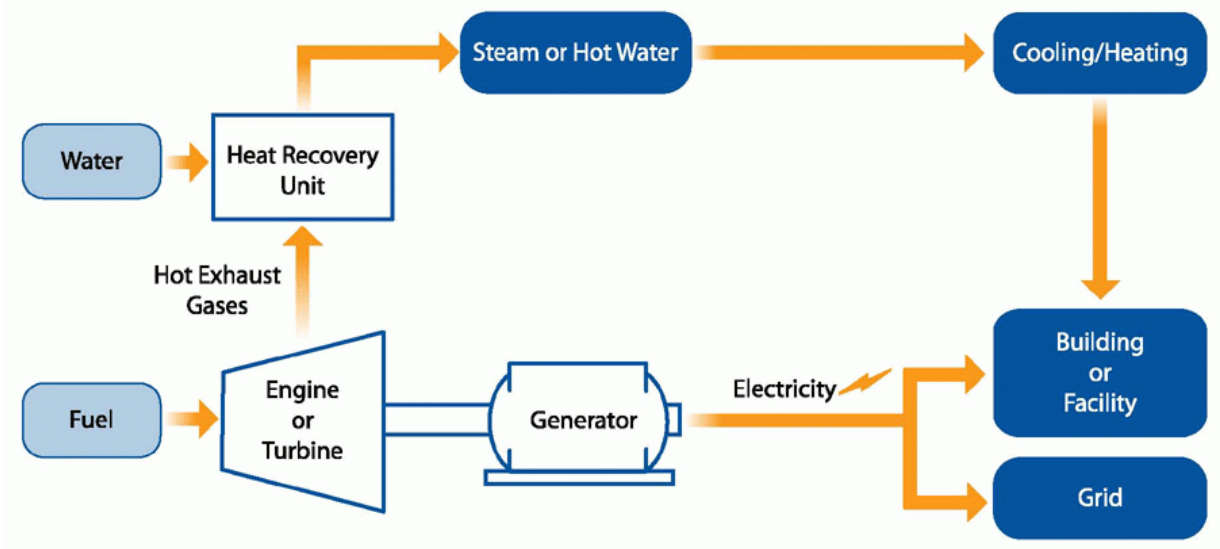 Steam or Hot Water
Cooling/Heating
Water
Heat Recovery
Unit
Hot Exhaust
Gases
Fuel
Engine
or
Turbine
Generator
Electricity
Building
or
Facility
Grid